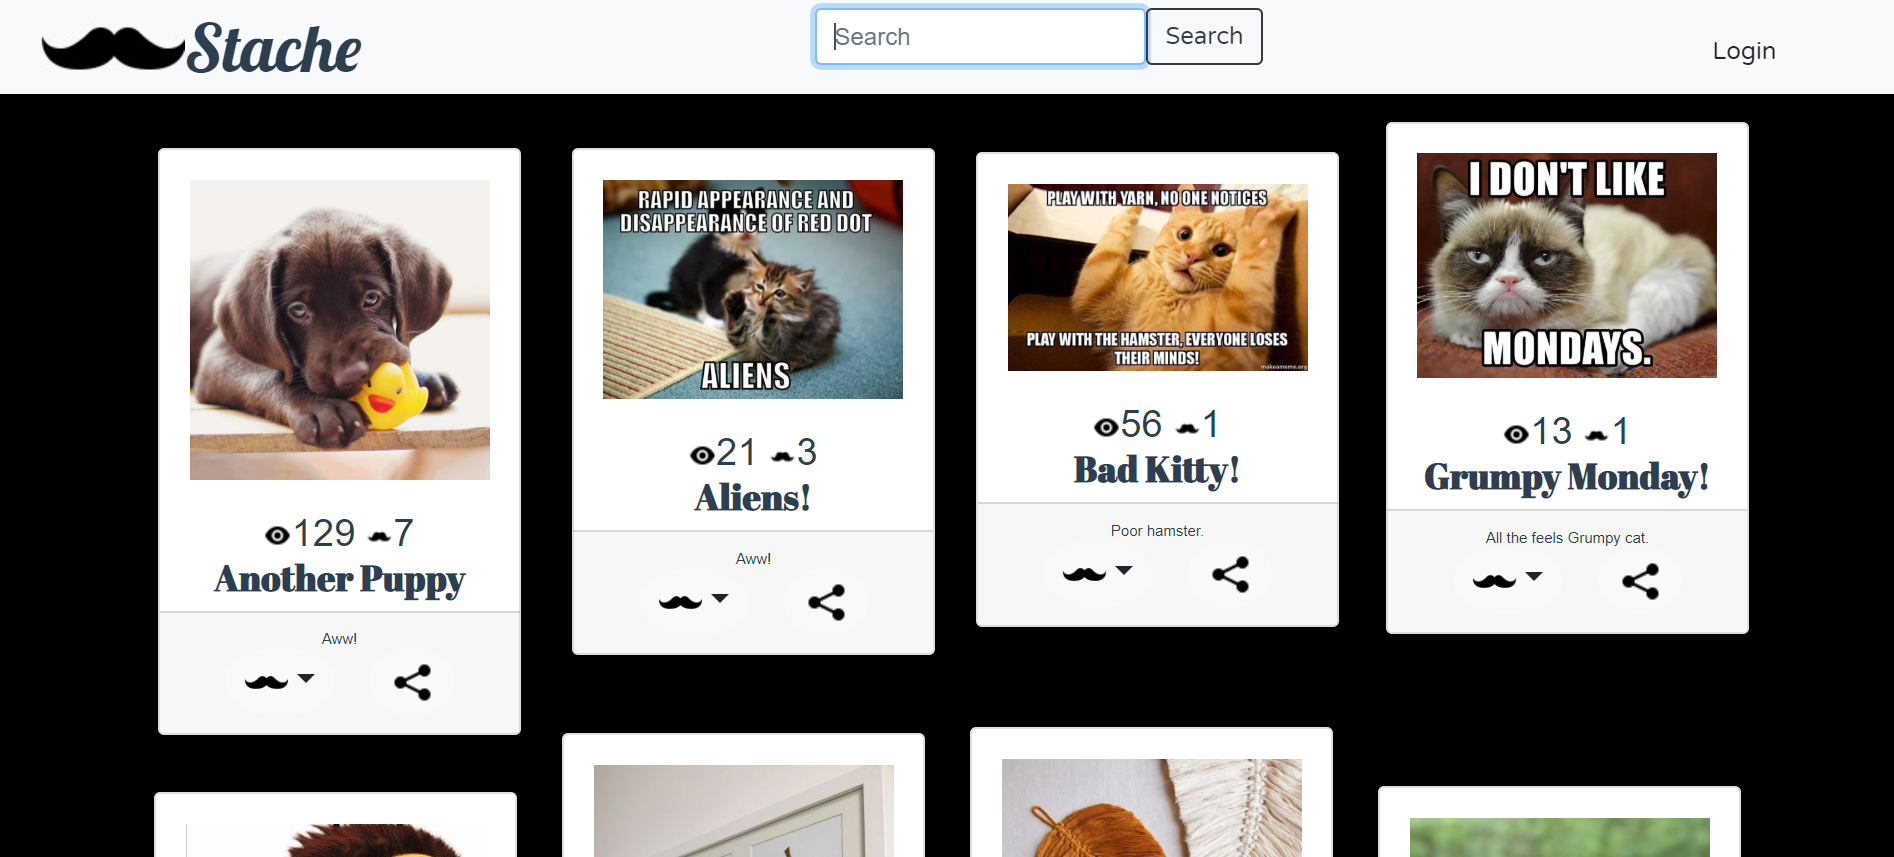 Stache
Search
Search
Login
129 7
Another Puppy
Aww!
RAPID APPEARANCE AND
DISAPPEARANCE OF RED DOT
ALIENS
21 3
Aliens!
Aww!
PLAY WITH YARN, NO ONE NOTICES
PLAY WITH THE HAMSTER, EVERYONE LOSES
THEIR MINDS!
makeameme.org
56 1
Bad Kitty!
Poor hamster.
I DON'T LIKE
MONDAYS.
13 1
Grumpy Monday!
All the feels Grumpy cat.